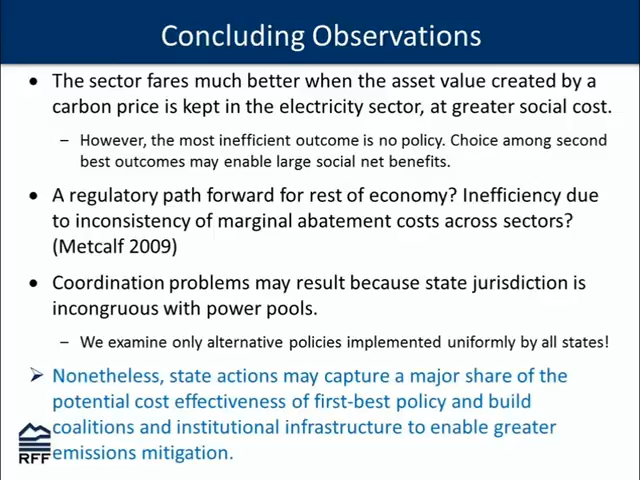 Concluding Observations
• The sector fares much better when the asset value created by a
carbon price is kept in the electricity sector, at greater social cost.
– However, the most inefficient outcome is no policy. Choice among second
best outcomes may enable large social net benefits.
• A regulatory path forward for rest of economy? Inefficiency due
to inconsistency of marginal abatement costs across sectors?
(Metcalf 2009)
• Coordination problems may result because state jurisdiction is
incongruous with power pools.
– We examine only alternative policies implemented uniformly by all states!
➢ Nonetheless, state actions may capture a major share of the
potential cost effectiveness of first-best policy and build
coalitions and institutional infrastructure to enable greater
emissions mitigation.
RFF